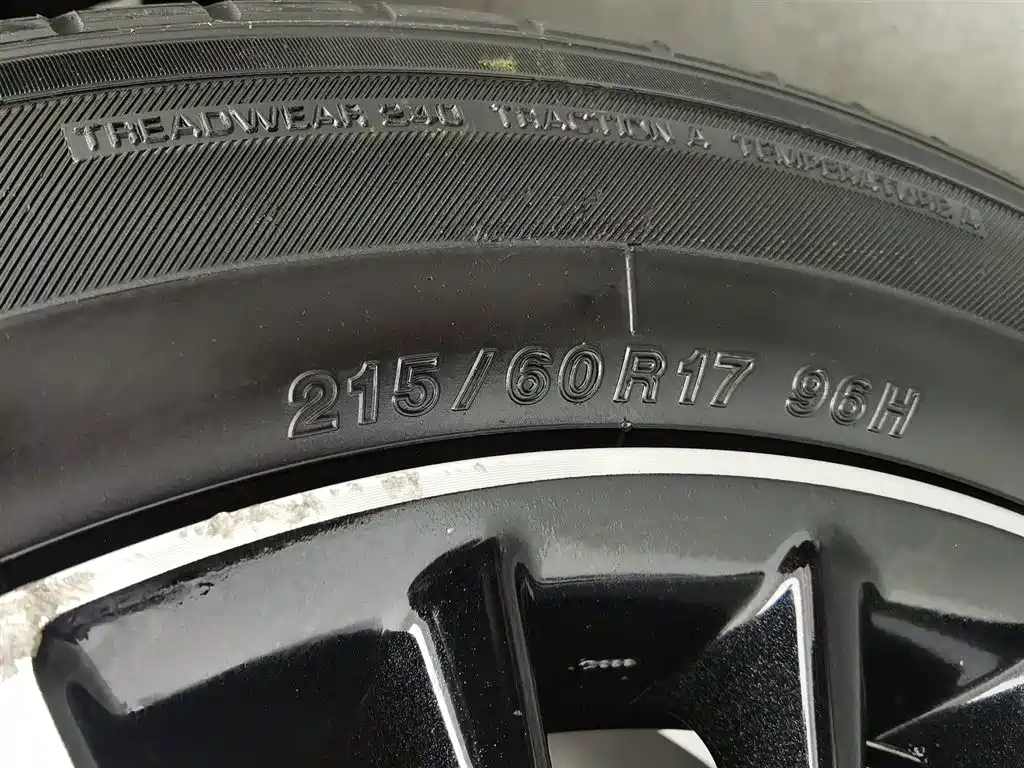 TREADWEAR 240 TRACTION A TEMPERATURE A
215/60R17 96H